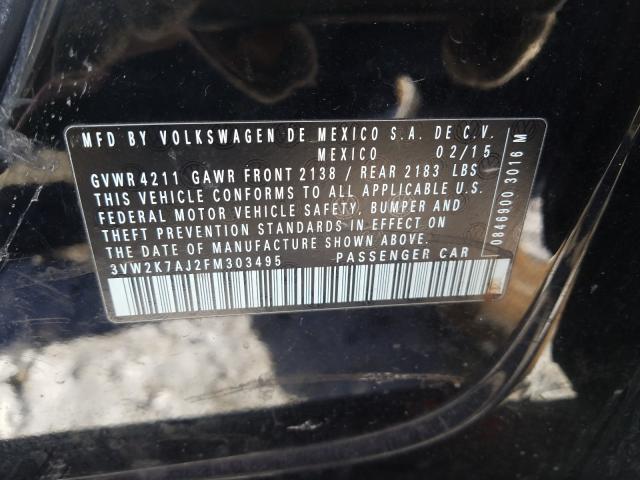 MFD BY VOLKSWAGEN DE MEXICO S.A. DE C.V.
MEXICO 02/15
GVWR 4211 GAWR FRONT 2138 / REAR 2183 LBS
THIS VEHICLE CONFORMS TO ALL APPLICABLE U.S.
FEDERAL MOTOR VEHICLE SAFETY, BUMPER AND
THEFT PREVENTION STANDARDS IN EFFECT ON
THE DATE OF MANUFACTURE SHOWN ABOVE.
3VW2K7AJ2FM303495 PASSENGER CAR
0846900 3016 M